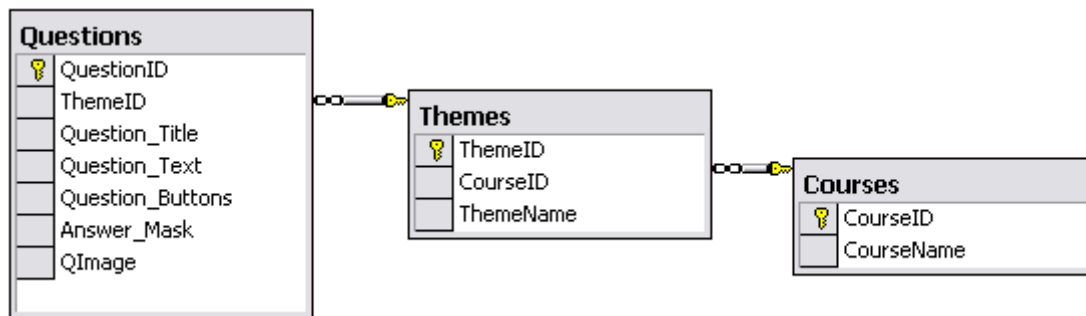 Questions
QuestionID
ThemeID
Question_Title
Question_Text
Question_Buttons
Answer_Mask
QImage
Themes
ThemeID
CourseID
ThemeName
Courses
CourseID
CourseName